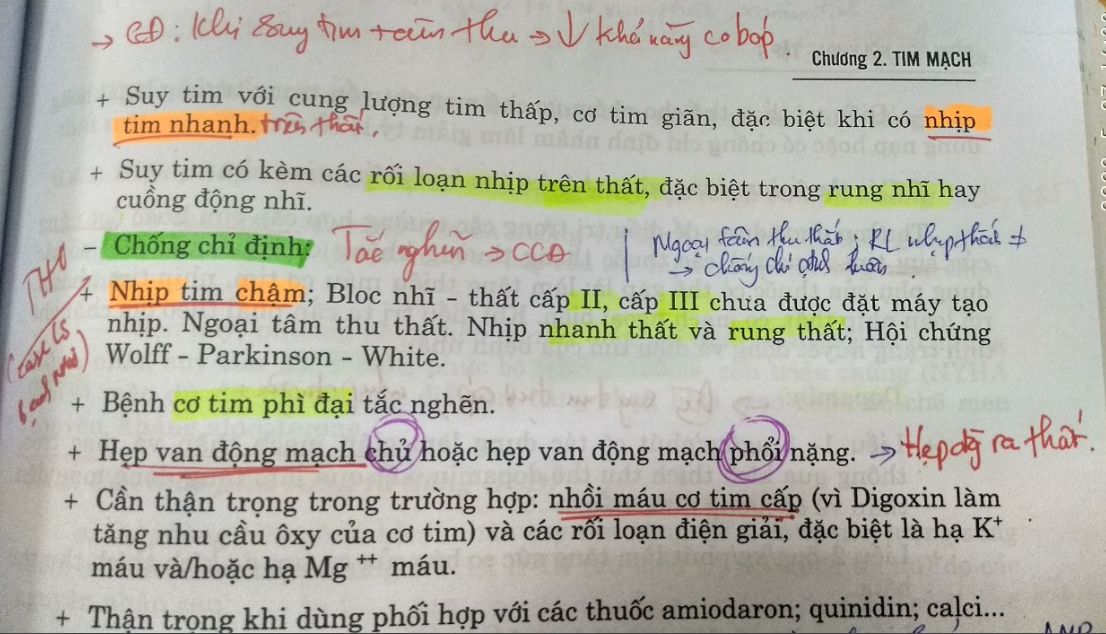 → CĐ: Khi suy tim tâm thu → ↓ khả năng co bóp.
Chương 2. TIM MẠCH
+ Suy tim với cung lượng tim thấp, cơ tim giãn, đặc biệt khi có nhịp
tim nhanh. trên thất,
+ Suy tim có kèm các rối loạn nhịp trên thất, đặc biệt trong rung nhĩ hay
cuồng động nhĩ.
- Chống chỉ định: Tắc nghẽn → CCĐ
Ngoại tâm thu thất; RL nhịp thất
→ chống chỉ định luôn
+ Nhịp tim chậm; Bloc nhĩ - thất cấp II, cấp III chưa được đặt máy tạo
nhịp. Ngoại tâm thu thất. Nhịp nhanh thất và rung thất; Hội chứng
Wolff - Parkinson - White.
(case LS
+ Bệnh cơ tim phì đại tắc nghẽn.
+ Hẹp van động mạch chủ hoặc hẹp van động mạch phổi nặng. → Hẹp đg ra thất.
+ Cần thận trọng trong trường hợp: nhồi máu cơ tim cấp (vì Digoxin làm
tăng nhu cầu ôxy của cơ tim) và các rối loạn điện giải, đặc biệt là hạ K⁺
máu và/hoặc hạ Mg ⁺⁺ máu.
+ Thận trọng khi dùng phối hợp với các thuốc amiodaron; quinidin; calci...